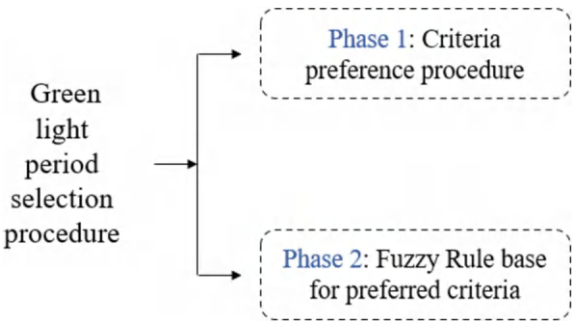 Green
light
period
selection
procedure
Phase 1: Criteria
preference procedure
Phase 2: Fuzzy Rule base
for preferred criteria